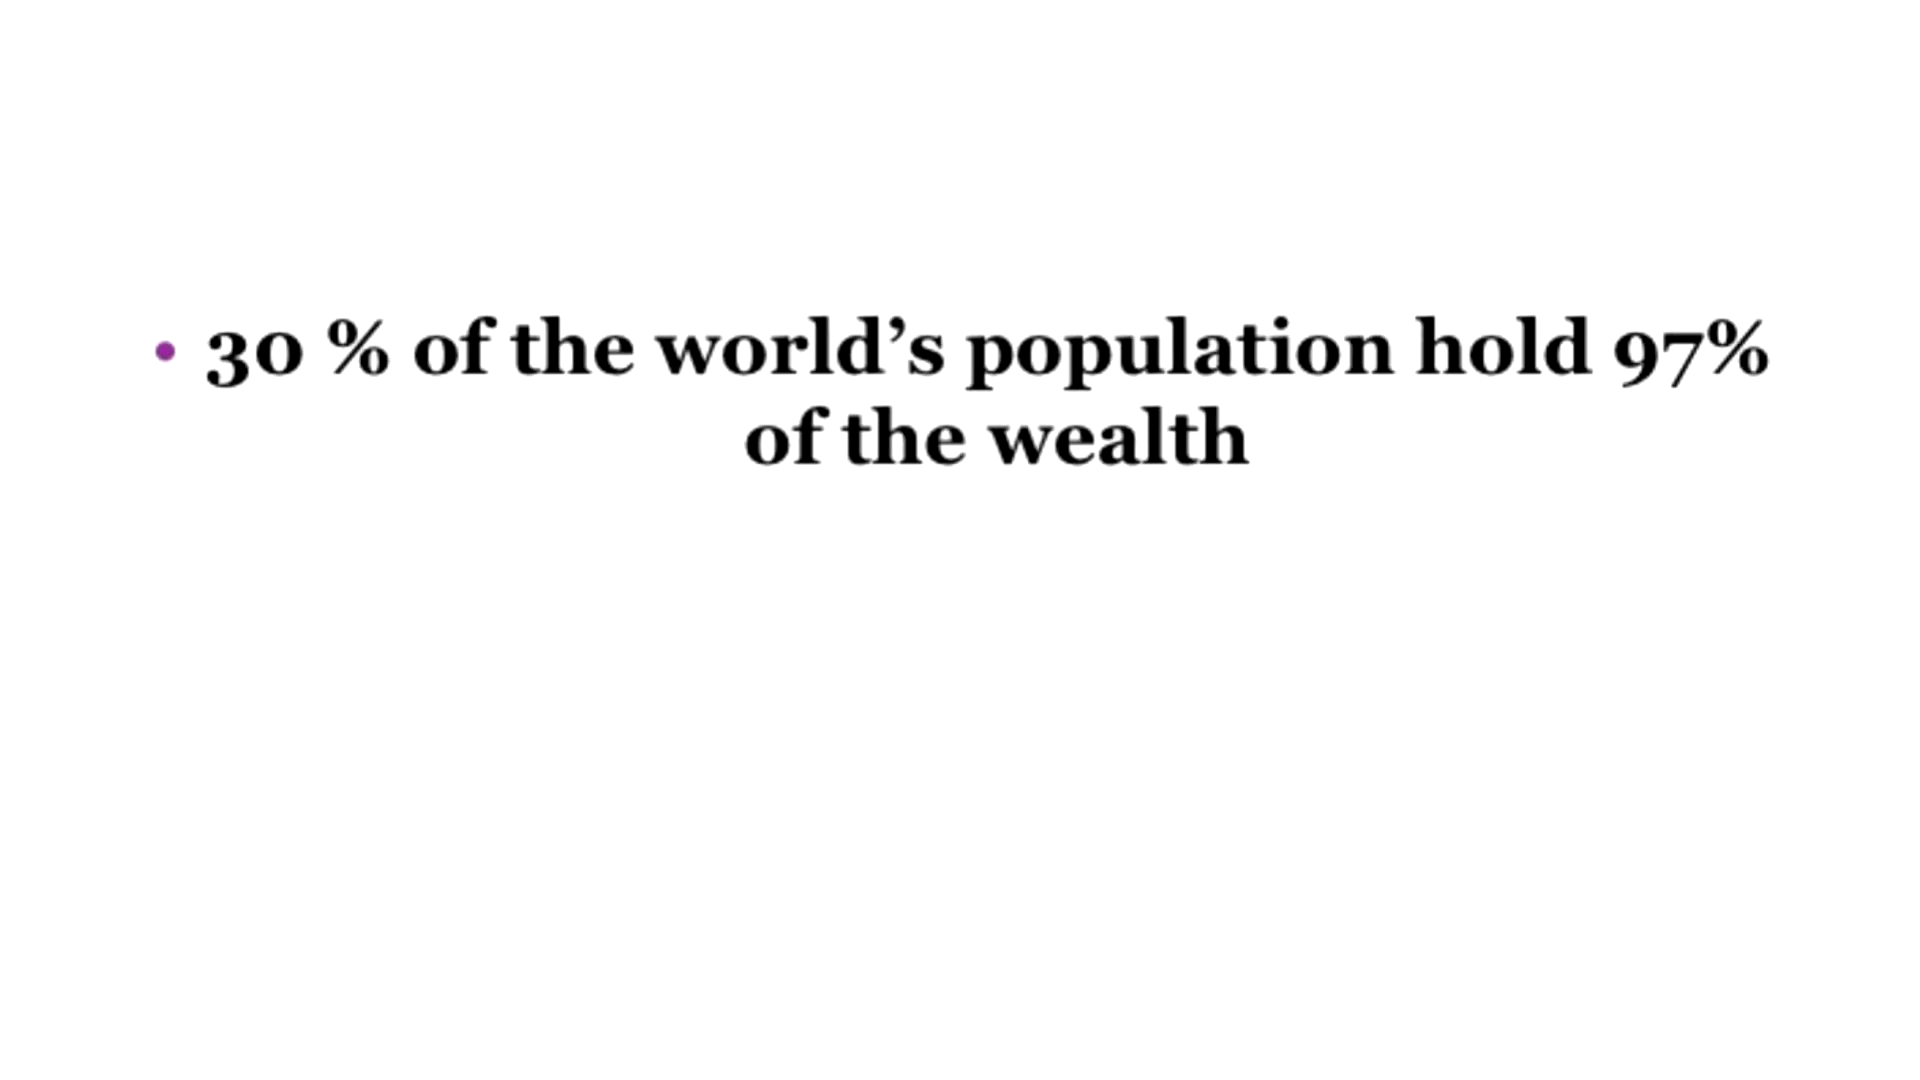 • 30 % of the world’s population hold 97%
of the wealth